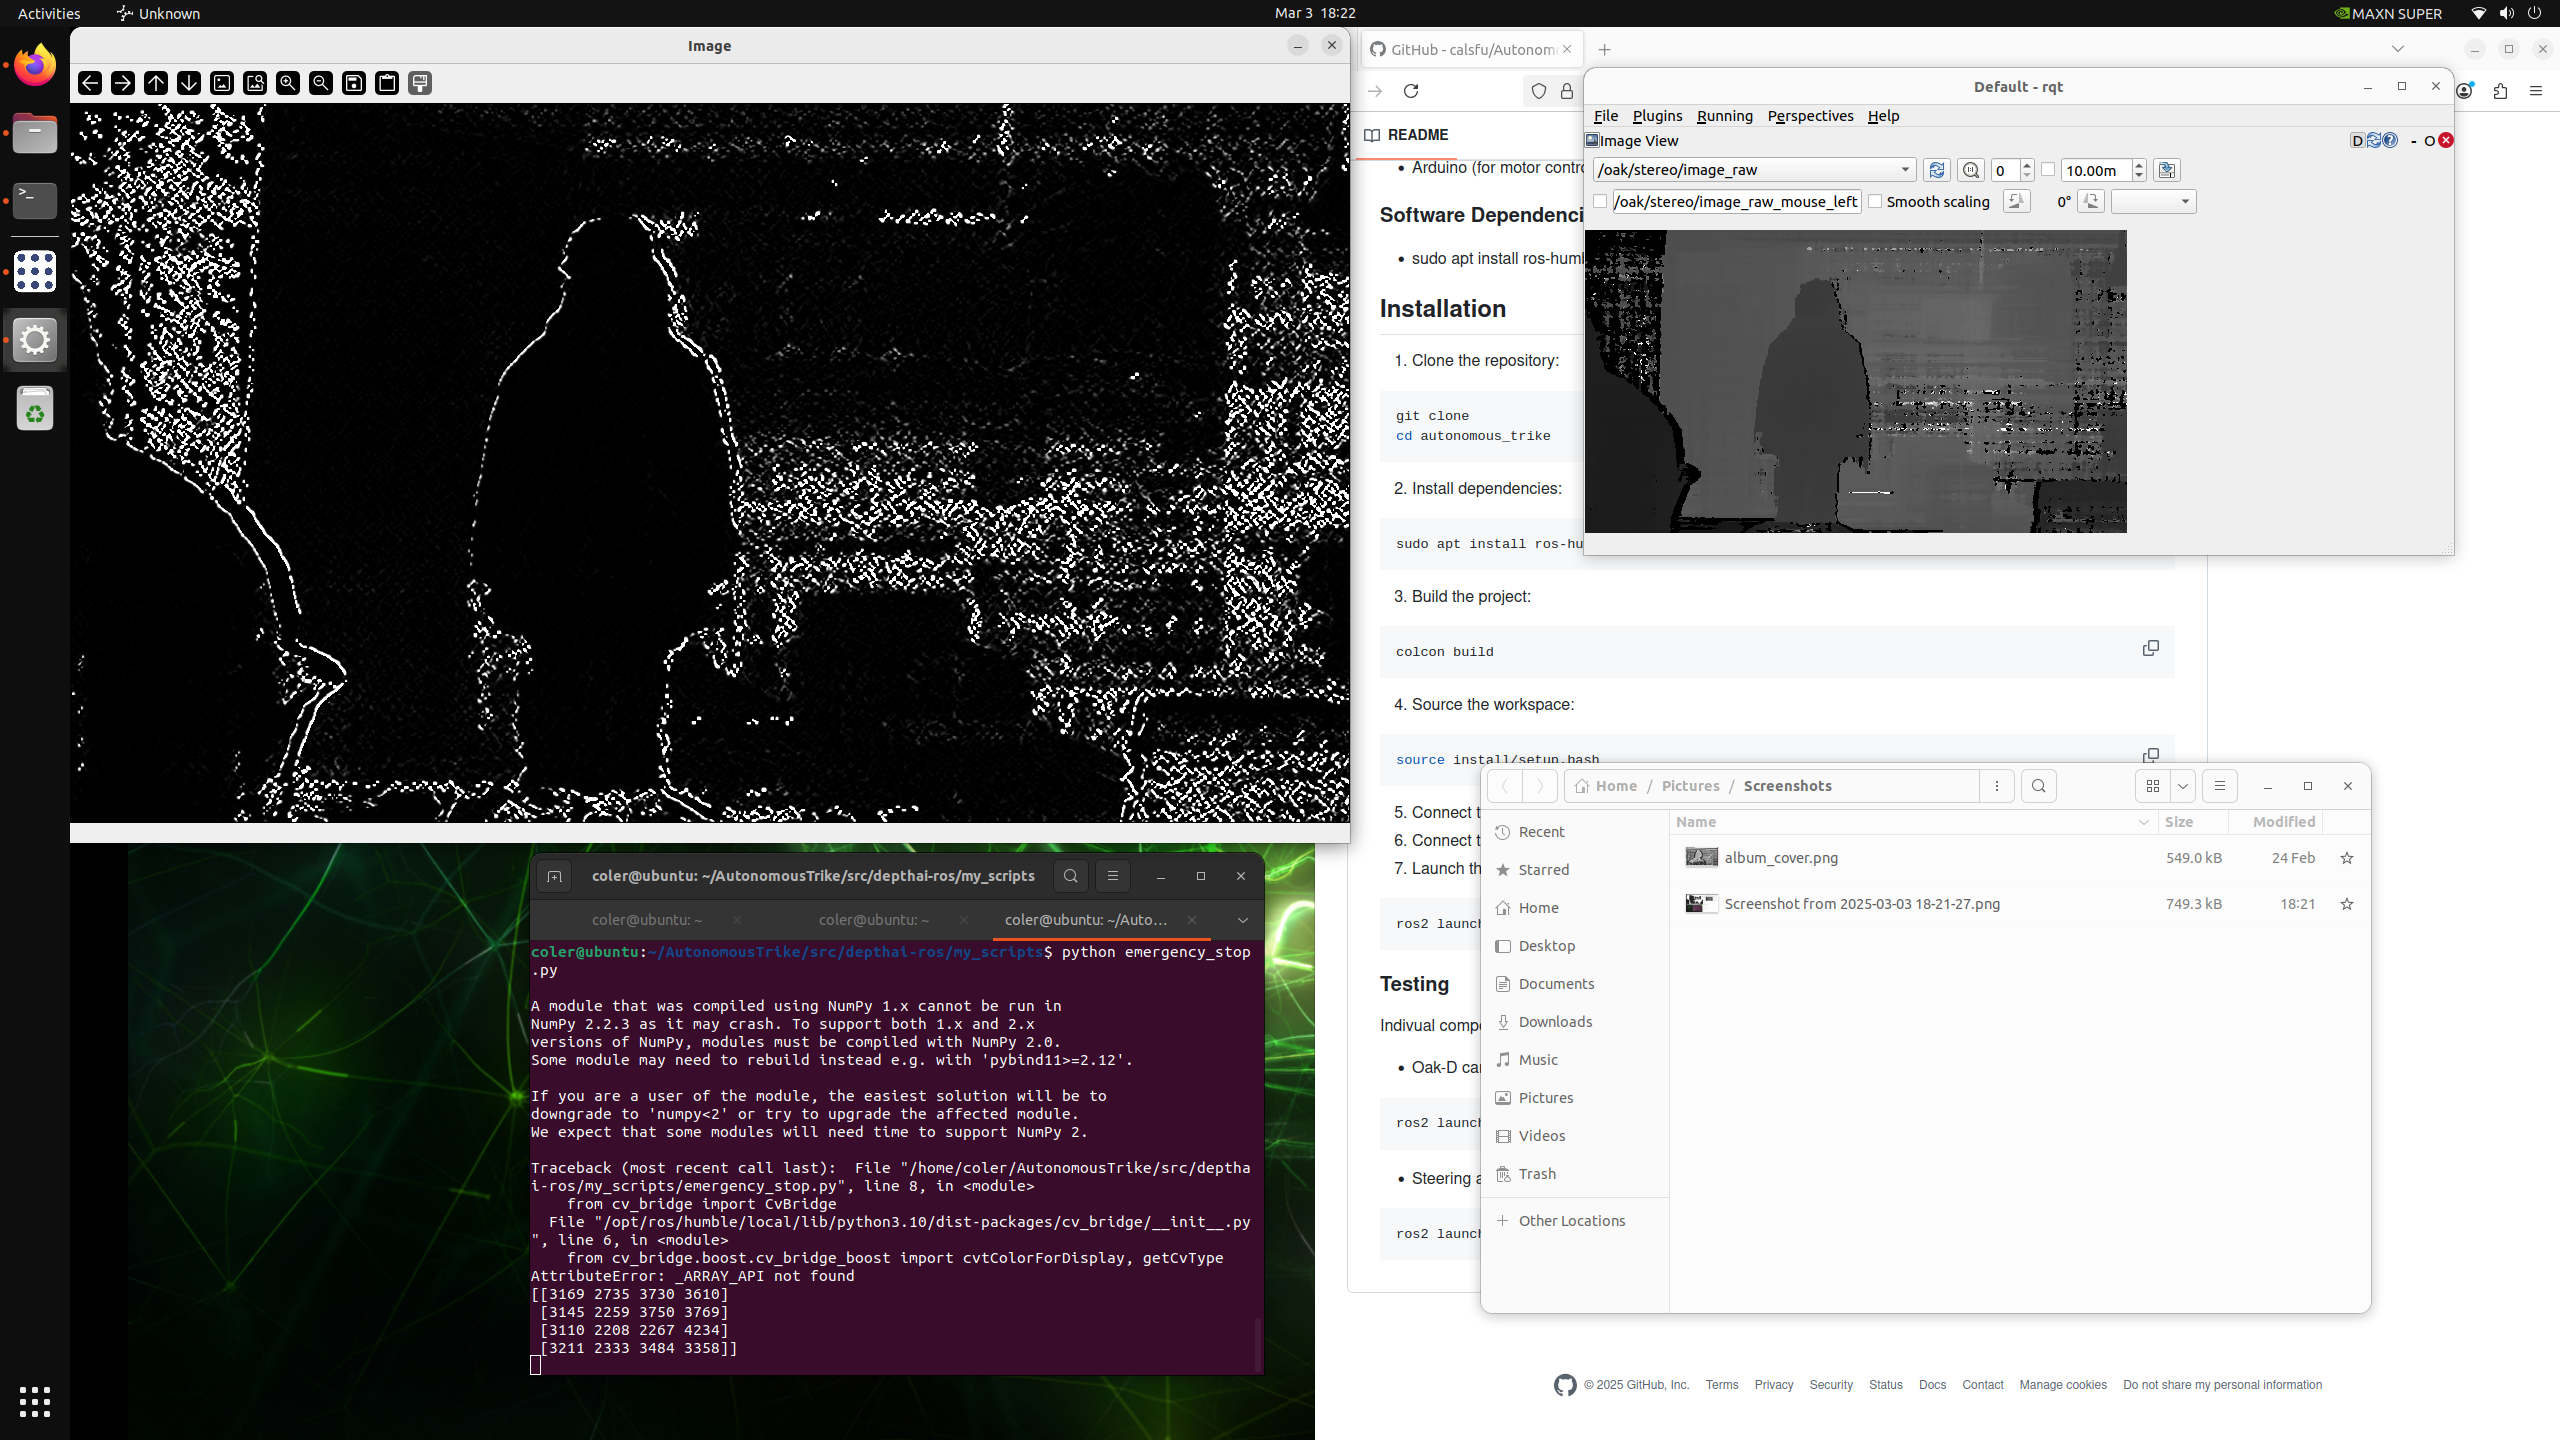 Activities
Unknown
Mar 3 18:22
MAXN SUPER
Image
GitHub - calsfu/Autonom
README
Arduino (for motor contr
Software Dependenci
sudo apt install ros-humb
Installation
1. Clone the repository:
git clone
cd autonomous_trike
2. Install dependencies:
sudo apt install ros-hu
3. Build the project:
colcon build
4. Source the workspace:
source install/setup.bash
5. Connect t
6. Connect t
7. Launch th
ros2 launch
Testing
Indivual compo
Oak-D ca
ros2 launch
Steering a
ros2 launch
© 2025 GitHub, Inc. Terms Privacy Security Status Docs Contact Manage cookies Do not share my personal information
Default - rqt
File Plugins Running Perspectives Help
Image View
D
- O
/oak/stereo/image_raw
0
10.00m
/oak/stereo/image_raw_mouse_left
Smooth scaling
0°
Home / Pictures / Screenshots
Recent
Starred
Home
Desktop
Documents
Downloads
Music
Pictures
Videos
Trash
Other Locations
Name Size Modified
album_cover.png 549.0 kB 24 Feb
Screenshot from 2025-03-03 18-21-27.png 749.3 kB 18:21
coler@ubuntu: ~/AutonomousTrike/src/depthai-ros/my_scripts
coler@ubuntu: ~
coler@ubuntu: ~
coler@ubuntu: ~/Auto...
coler@ubuntu:~/AutonomousTrike/src/depthai-ros/my_scripts$ python emergency_stop
.py
A module that was compiled using NumPy 1.x cannot be run in
NumPy 2.2.3 as it may crash. To support both 1.x and 2.x
versions of NumPy, modules must be compiled with NumPy 2.0.
Some module may need to rebuild instead e.g. with 'pybind11>=2.12'.
If you are a user of the module, the easiest solution will be to
downgrade to 'numpy<2' or try to upgrade the affected module.
We expect that some modules will need time to support NumPy 2.
Traceback (most recent call last):  File "/home/coler/AutonomousTrike/src/deptha
i-ros/my_scripts/emergency_stop.py", line 8, in <module>
from cv_bridge import CvBridge
File "/opt/ros/humble/local/lib/python3.10/dist-packages/cv_bridge/__init__.py
", line 6, in <module>
from cv_bridge.boost.cv_bridge_boost import cvtColorForDisplay, getCvType
AttributeError: _ARRAY_API not found
[[3169 2735 3730 3610]
[3145 2259 3750 3769]
[3110 2208 2267 4234]
[3211 2333 3484 3358]]